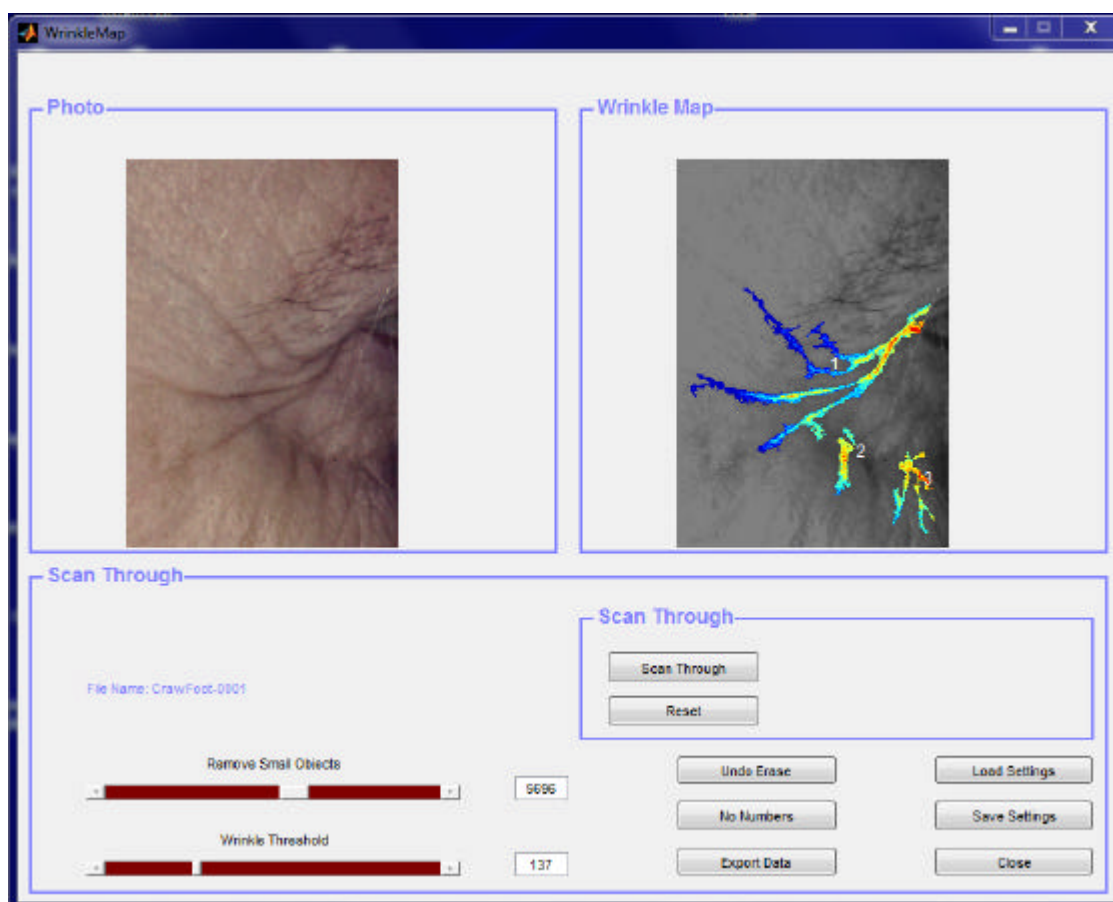 WrinkleMap
Photo
Wrinkle Map
1
2
3
Scan Through
Scan Through
Scan Through
Reset
File Name: CrawFoot-0001
Remove Small Objects
5696
Wrinkle Threshold
137
Undo Erase
Load Settings
No Numbers
Save Settings
Export Data
Close